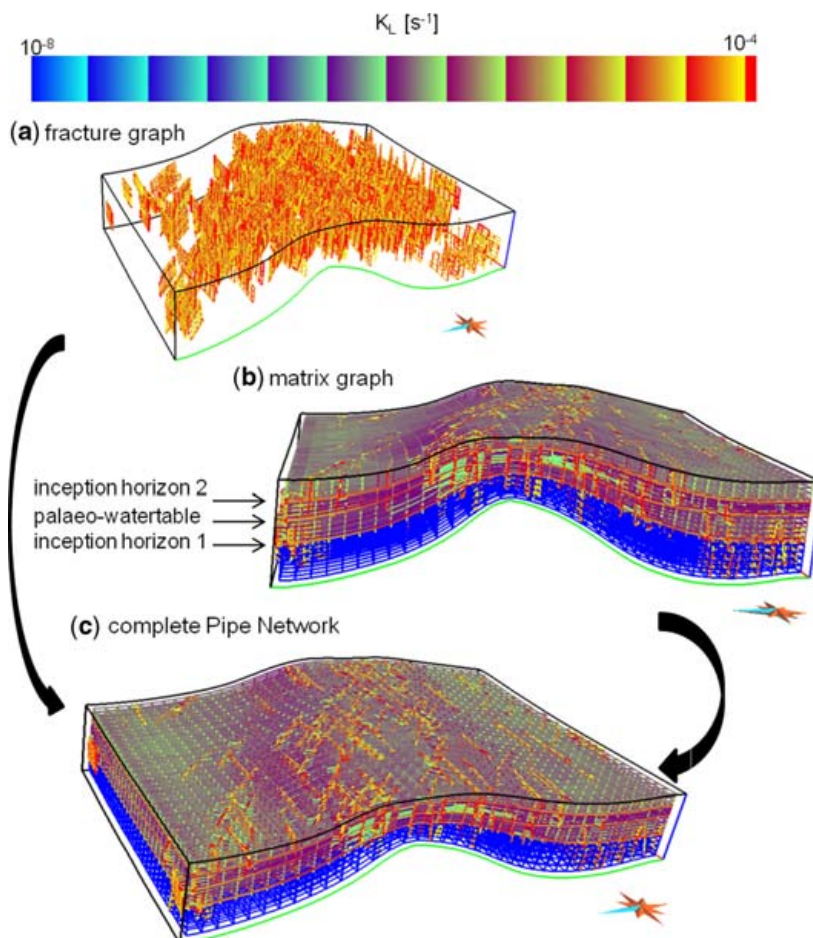 K_L [s⁻¹]
10⁻⁸
10⁻⁴
(a) fracture graph
(b) matrix graph
inception horizon 2
palaeo-watertable
inception horizon 1
(c) complete Pipe Network